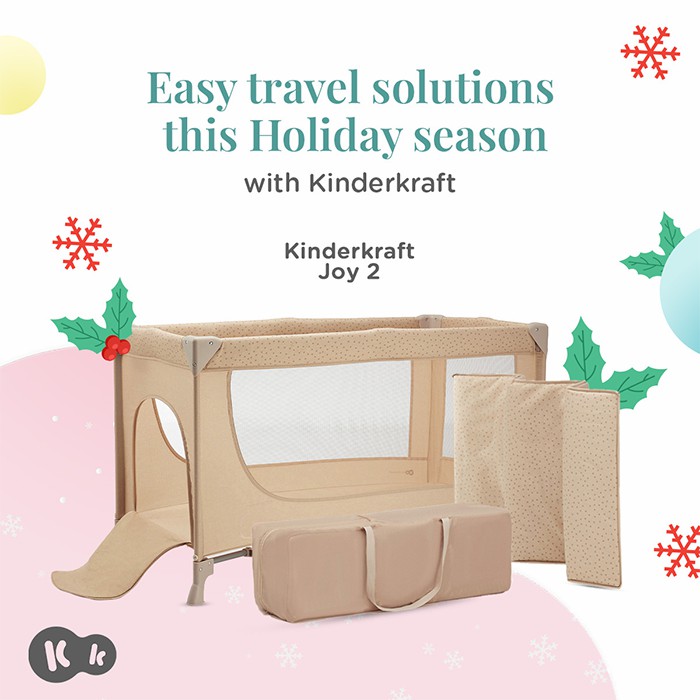 Easy travel solutions
this Holiday season
with Kinderkraft
Kinderkraft
Joy 2
K k